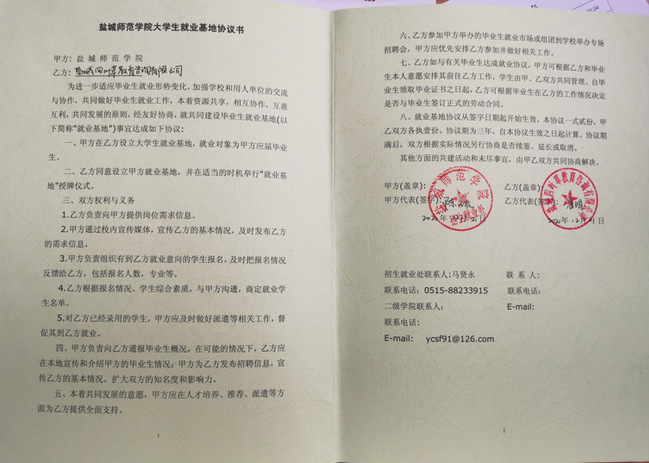 盐城师范学院大学生就业基地协议书
甲方：盐城师范学院
乙方：盐城
为进一步适应毕业生就业形势变化，加强学校和用人单位的交流
与协作，共同做好毕业生就业工作，本着资源共享，相互协作，互惠
互利，共同发展的原则，经友好协商，就共同建设毕业生就业基地（以
下简称“就业基地”）事宜达成如下协议：
一、甲方在乙方设立大学生就业基地，就业对象为甲方应届毕业
生。
二、乙方同意设立甲方就业基地，并在适当的时机举行“就业基
地”授牌仪式。
三、双方权利与义务
1.乙方负责向甲方提供岗位需求信息。
2.甲方通过校内宣传媒体，宣传乙方的基本情况，及时发布乙方
的需求信息。
3.甲方负责组织有到乙方就业意向的学生报名，及时把报名情况
反馈给乙方，包括报名人数，专业等。
4.乙方根据报名情况、学生综合素质，与甲方沟通，商定就业学
生名单。
5.对乙方已经录用的学生，甲方应及时做好派遣等相关工作，督
促其到乙方就业。
四、甲方负责向乙方通报毕业生概况，在可能的情况下，乙方应
在本地宣传和介绍甲方的毕业生情况；甲方为乙方发布招聘信息，宣
传乙方的基本情况，扩大双方的知名度和影响力。
五、本着共同发展的意愿，甲方应在人才培养、推荐、派遣等方
面为乙方提供全面支持。
1
六、乙方参加甲方举办的毕业生就业市场或组团到学校举办专场
招聘会，甲方应优先安排乙方参加并做好相关工作。
七、乙方如与有关毕业生达成就业协议，甲方可根据乙方和毕业
生本人意愿安排其前往乙方工作，学生由甲、乙双方共同管理。自毕
业生领取毕业证书之日起，乙方可根据毕业生在乙方的工作情况决定
是否与毕业生签订正式的劳动合同。
八、就业基地协议从签字日期起开始生效，本协议一式贰份，甲
乙双方各执壹份。协议期为三年，自本协议生效之日起计算，协议期
满后，双方根据实际情况另行协商是否续签、延长或取消。
其他方面的共建活动和未尽事宜，由甲乙双方共同协商解决。
甲方（盖章）： 乙方（盖章）：
甲方代表（签字）： 乙方代表（签字）：
招生就业处联系人：马贤永 联 系 人：
联系电话：0515-88233915 联系电话：
二级学院联系人： E-mail:
联系电话：
E-mail: ycsf91@126.com
2